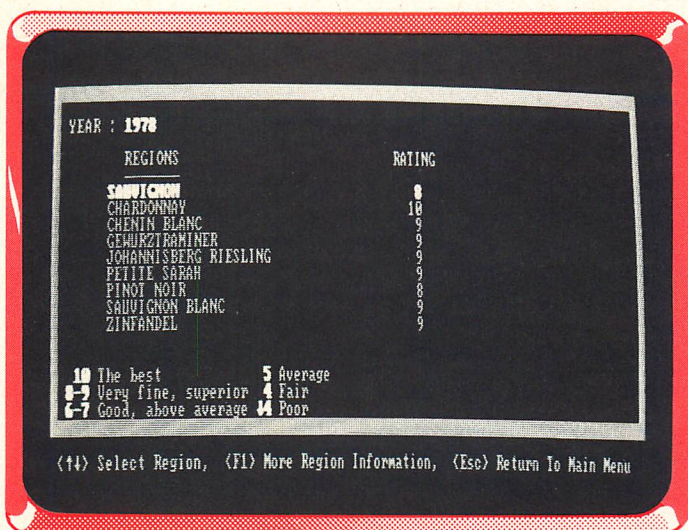 YEAR : 1978
REGIONS RATING
SAUVIGNON 8
CHARDONNAY 10
CHENIN BLANC 9
GEWURZTRAMINER 9
JOHANNISBERG RIESLING 9
PETITE SARAH 9
PINOT NOIR 8
SAUVIGNON BLANC 9
ZINFANDEL 9
10 The best 5 Average
8-9 Very fine, superior 4 Fair
6-7 Good, above average Poor
<↑↓> Select Region, <F1> More Region Information, <Esc> Return To Main Menu